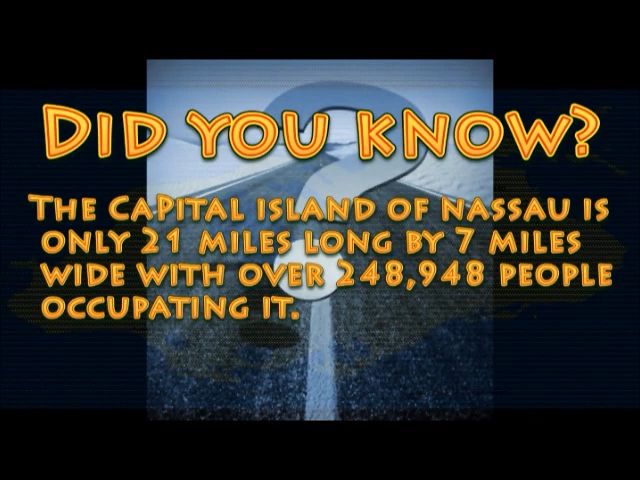 DID YOU KNOW?
THE CAPITAL ISLAND OF NASSAU IS
ONLY 21 MILES LONG BY 7 MILES
WIDE WITH OVER 248,948 PEOPLE
OCCUPATING IT.